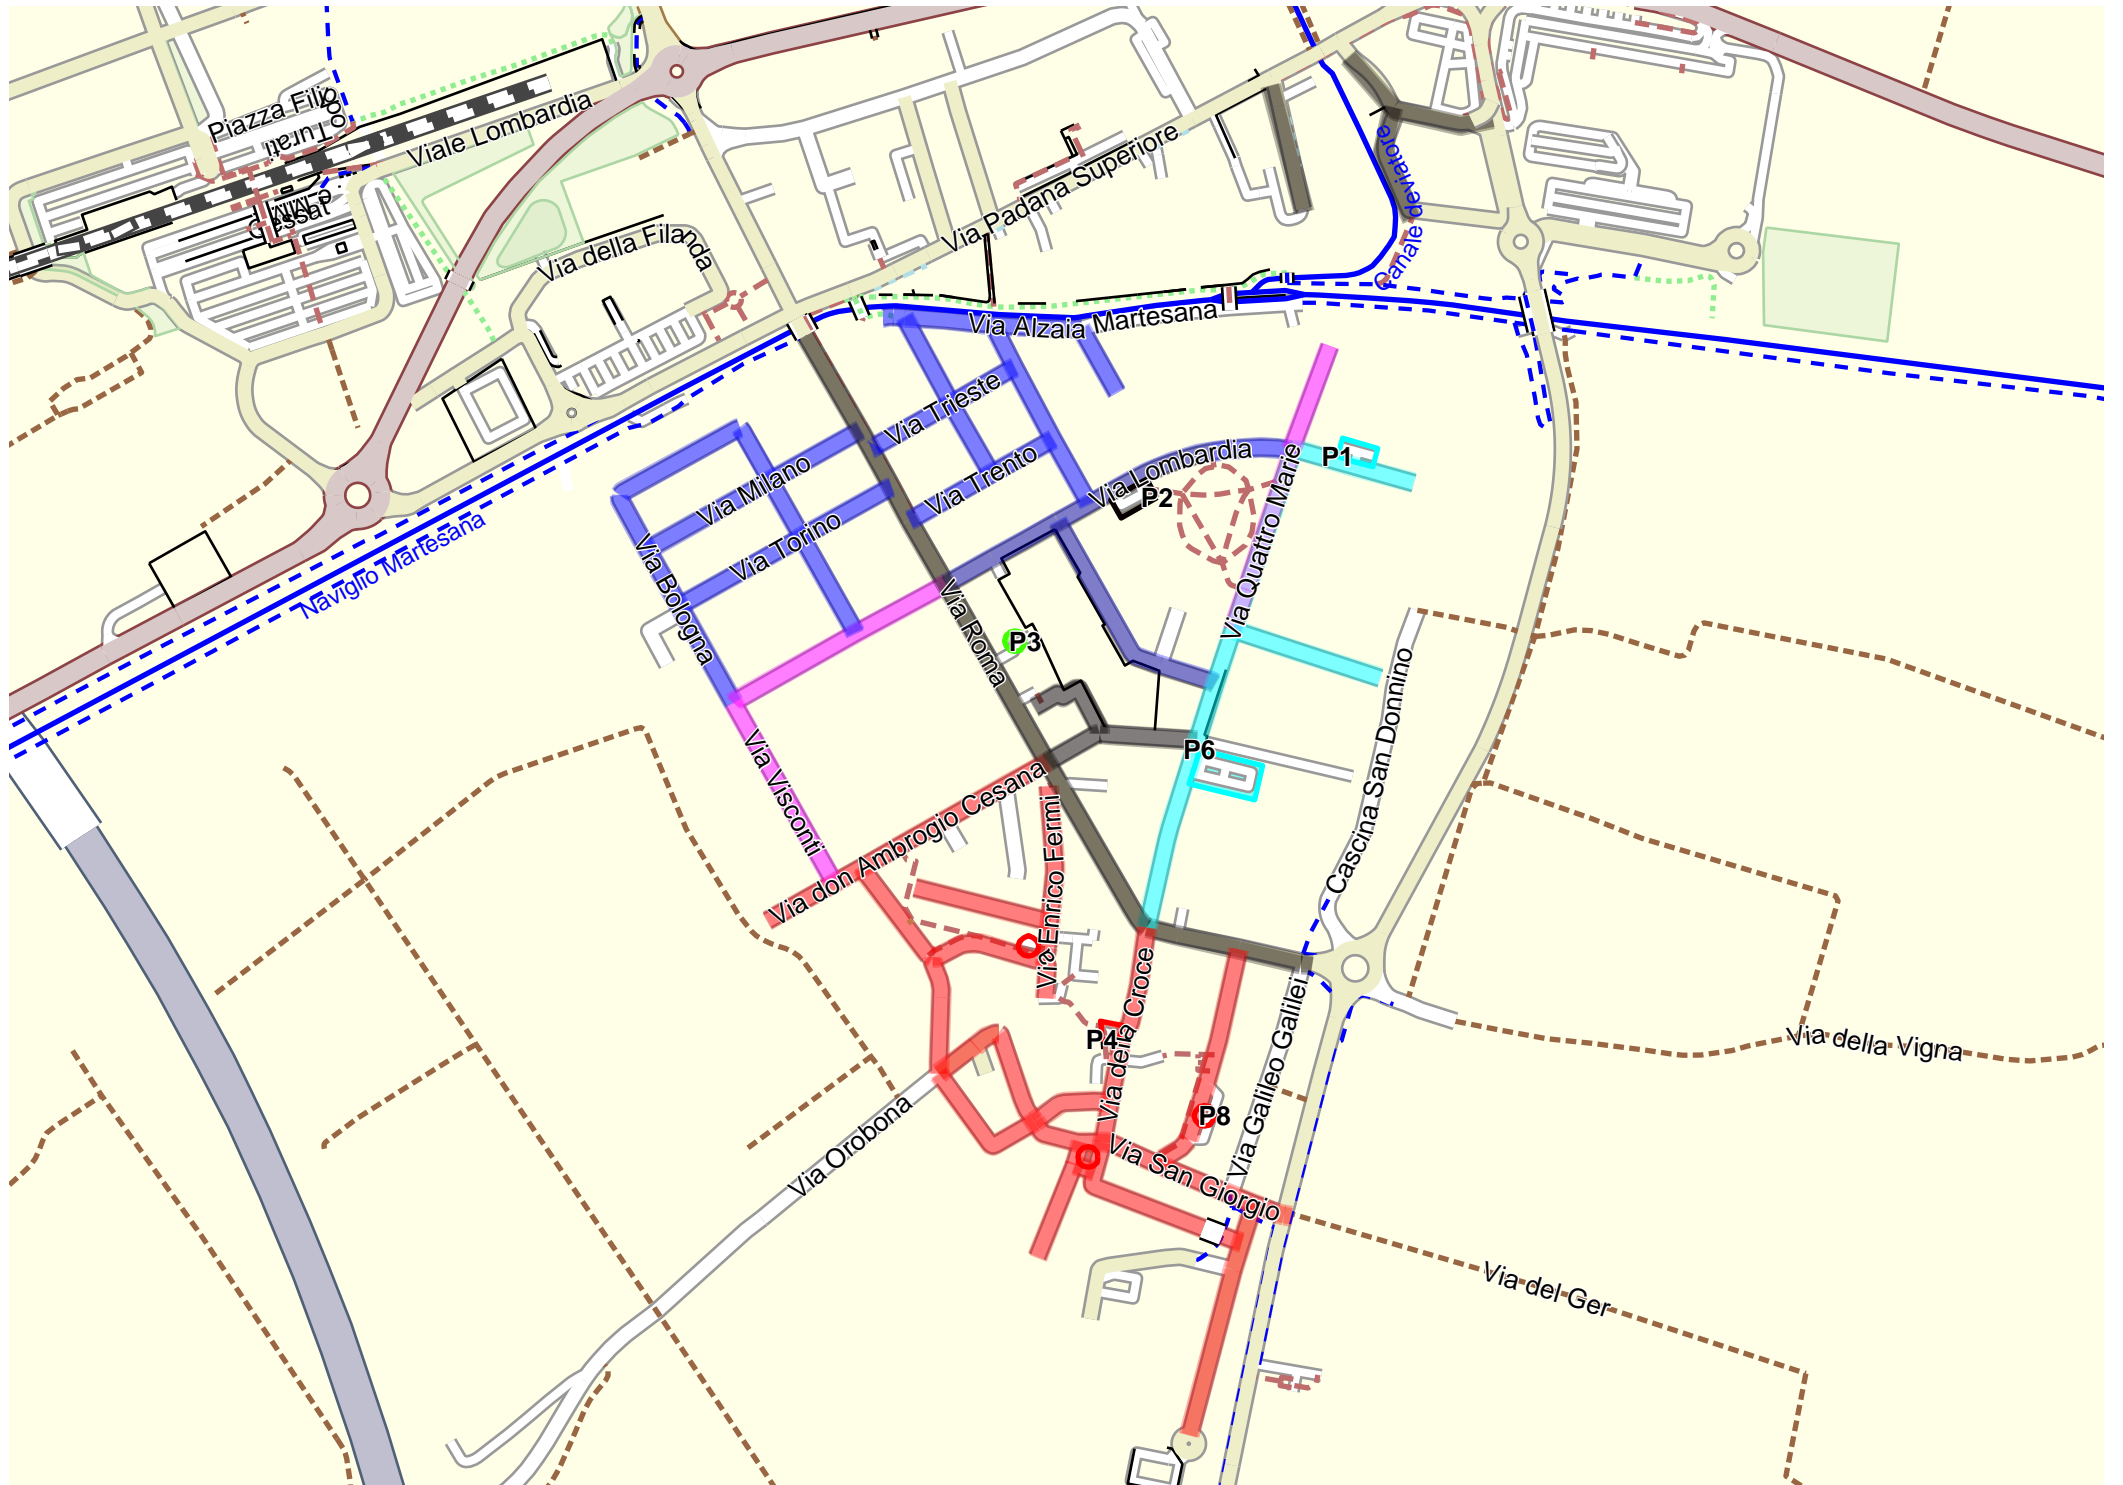 Piazza Filippo
Turati
Viale Lombardia
Cessate M.M.
Via della Filanda
Via Padana Superiore
Canale deviatore
Via Alzaia Martesana
Via Trieste
Via Milano
Via Trento
Via Lombardia
P1
P2
Via Torino
Naviglio Martesana
Via Bologna
Via Quattro Marie
Via Roma
P3
Cascina San Donnino
P6
Via Visconti
Via don Ambrogio Cesana
Via Enrico Fermi
Via della Croce
P4
Via Galileo Galilei
Via della Vigna
P8
Via Orobona
Via San Giorgio
Via del Ger